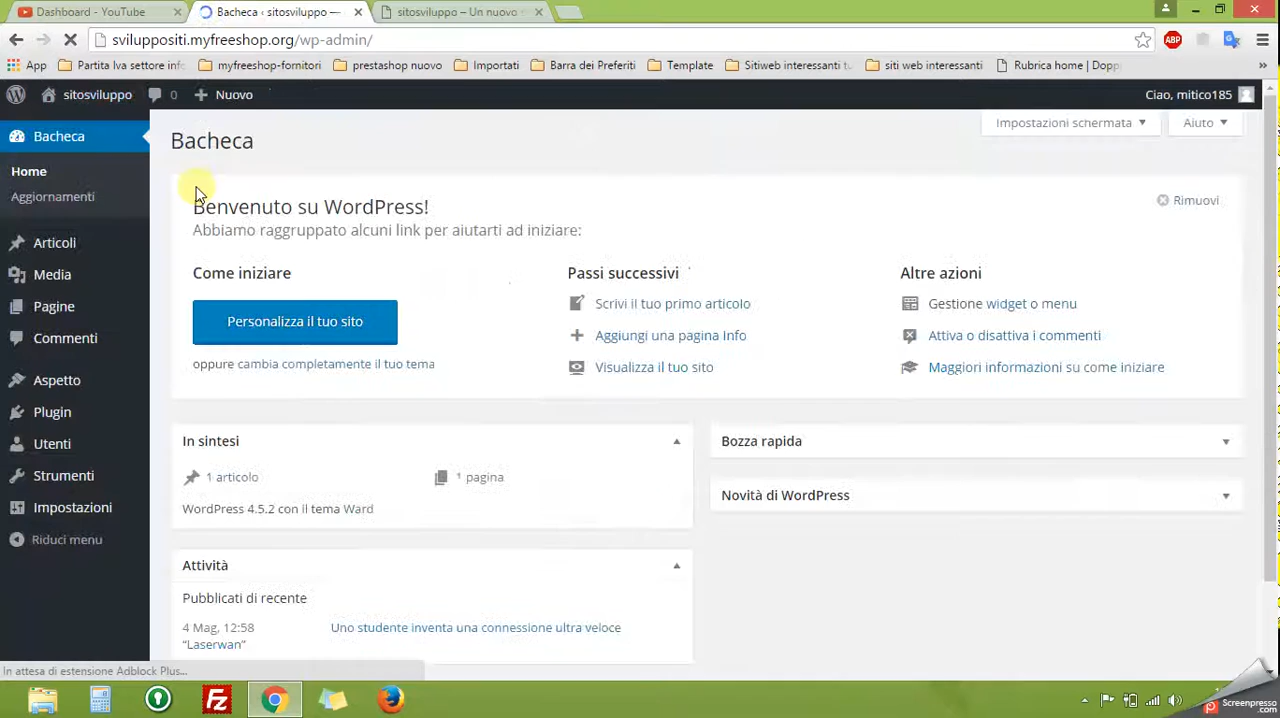 Dashboard - YouTube
Bacheca ‹ sitosviluppo —
sitosviluppo – Un nuovo
sviluppositi.myfreeshop.org/wp-admin/
ABP
App
Partita Iva settore info
myfreeshop-fornitori
prestashop nuovo
Importati
Barra dei Preferiti
Template
Sitiweb interessanti
siti web interessanti
Rubrica home | Dopp
»
sitosviluppo
0
Nuovo
Ciao, mitico185
Bacheca
Home
Aggiornamenti
Articoli
Media
Pagine
Commenti
Aspetto
Plugin
Utenti
Strumenti
Impostazioni
Riduci menu
Bacheca
Impostazioni schermata
Aiuto
Benvenuto su WordPress!
Rimuovi
Abbiamo raggruppato alcuni link per aiutarti ad iniziare:
Come iniziare
Personalizza il tuo sito
oppure cambia completamente il tuo tema
Passi successivi
Scrivi il tuo primo articolo
Aggiungi una pagina Info
Visualizza il tuo sito
Altre azioni
Gestione widget o menu
Attiva o disattiva i commenti
Maggiori informazioni su come iniziare
In sintesi
1 articolo
1 pagina
WordPress 4.5.2 con il tema Ward
Attività
Pubblicati di recente
4 Mag, 12:58
Uno studente inventa una connessione ultra veloce
“Laserwan”
Bozza rapida
Novità di WordPress
In attesa di estensione Adblock Plus...
Fz
Screenpresso
.com